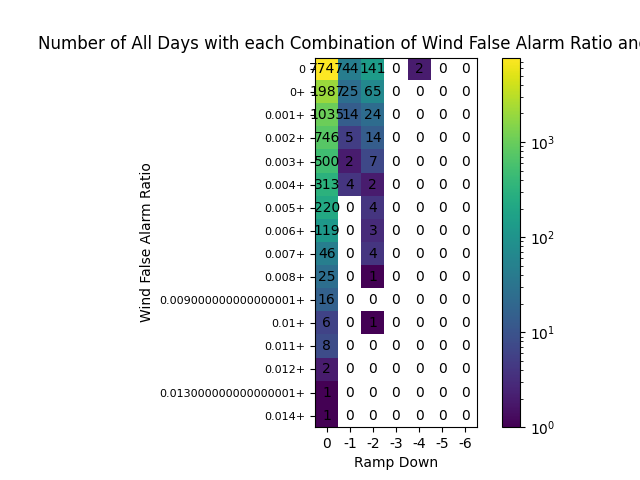 Number of All Days with each Combination of Wind False Alarm Ratio an
0 7747 44 141 0 2 0 0
0+ 1987 25 65 0 0 0 0
0.001+ 1035 14 24 0 0 0 0
0.002+ 746 5 14 0 0 0 0
0.003+ 500 2 7 0 0 0 0
0.004+ 313 4 2 0 0 0 0
0.005+ 220 0 4 0 0 0 0
0.006+ 119 0 3 0 0 0 0
0.007+ 46 0 4 0 0 0 0
0.008+ 25 0 1 0 0 0 0
0.009000000000000001+ 16 0 0 0 0 0 0
0.01+ 6 0 1 0 0 0 0
0.011+ 8 0 0 0 0 0 0
0.012+ 2 0 0 0 0 0 0
0.013000000000000001+ 1 0 0 0 0 0 0
0.014+ 1 0 0 0 0 0 0
0 -1 -2 -3 -4 -5 -6
Ramp Down
Wind False Alarm Ratio
10³
10²
10¹
10⁰